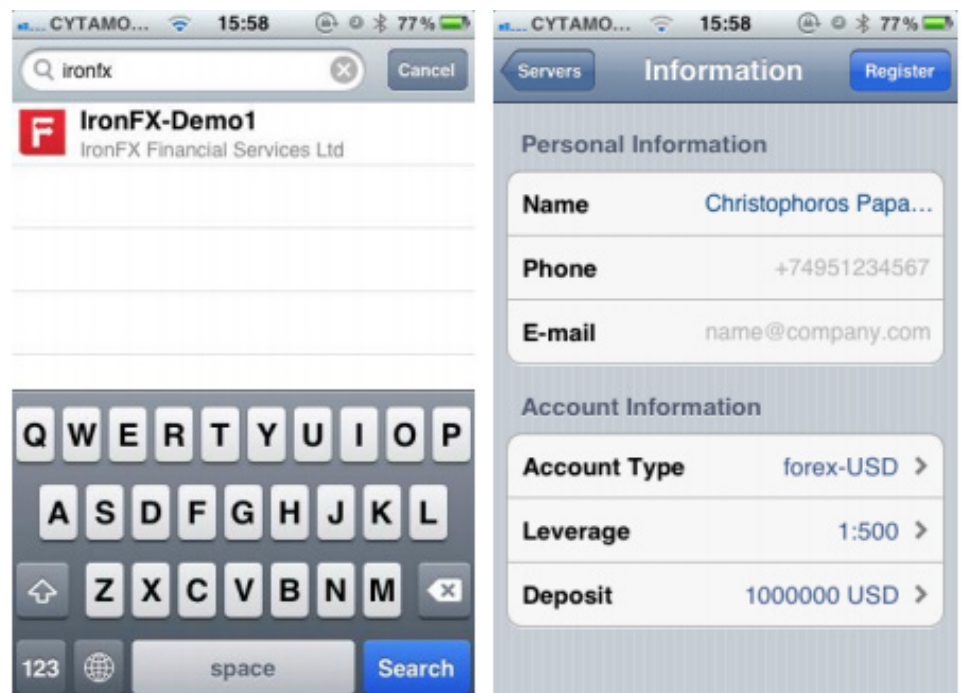 CYTAMO... 15:58 77%
ironfx
Cancel
IronFX-Demo1
IronFX Financial Services Ltd
Q W E R T Y U I O P
A S D F G H J K L
Z X C V B N M
123 space Search
CYTAMO... 15:58 77%
Servers Information Register
Personal Information
Name Christophoros Papa...
Phone +74951234567
E-mail name@company.com
Account Information
Account Type forex-USD
Leverage 1:500
Deposit 1000000 USD